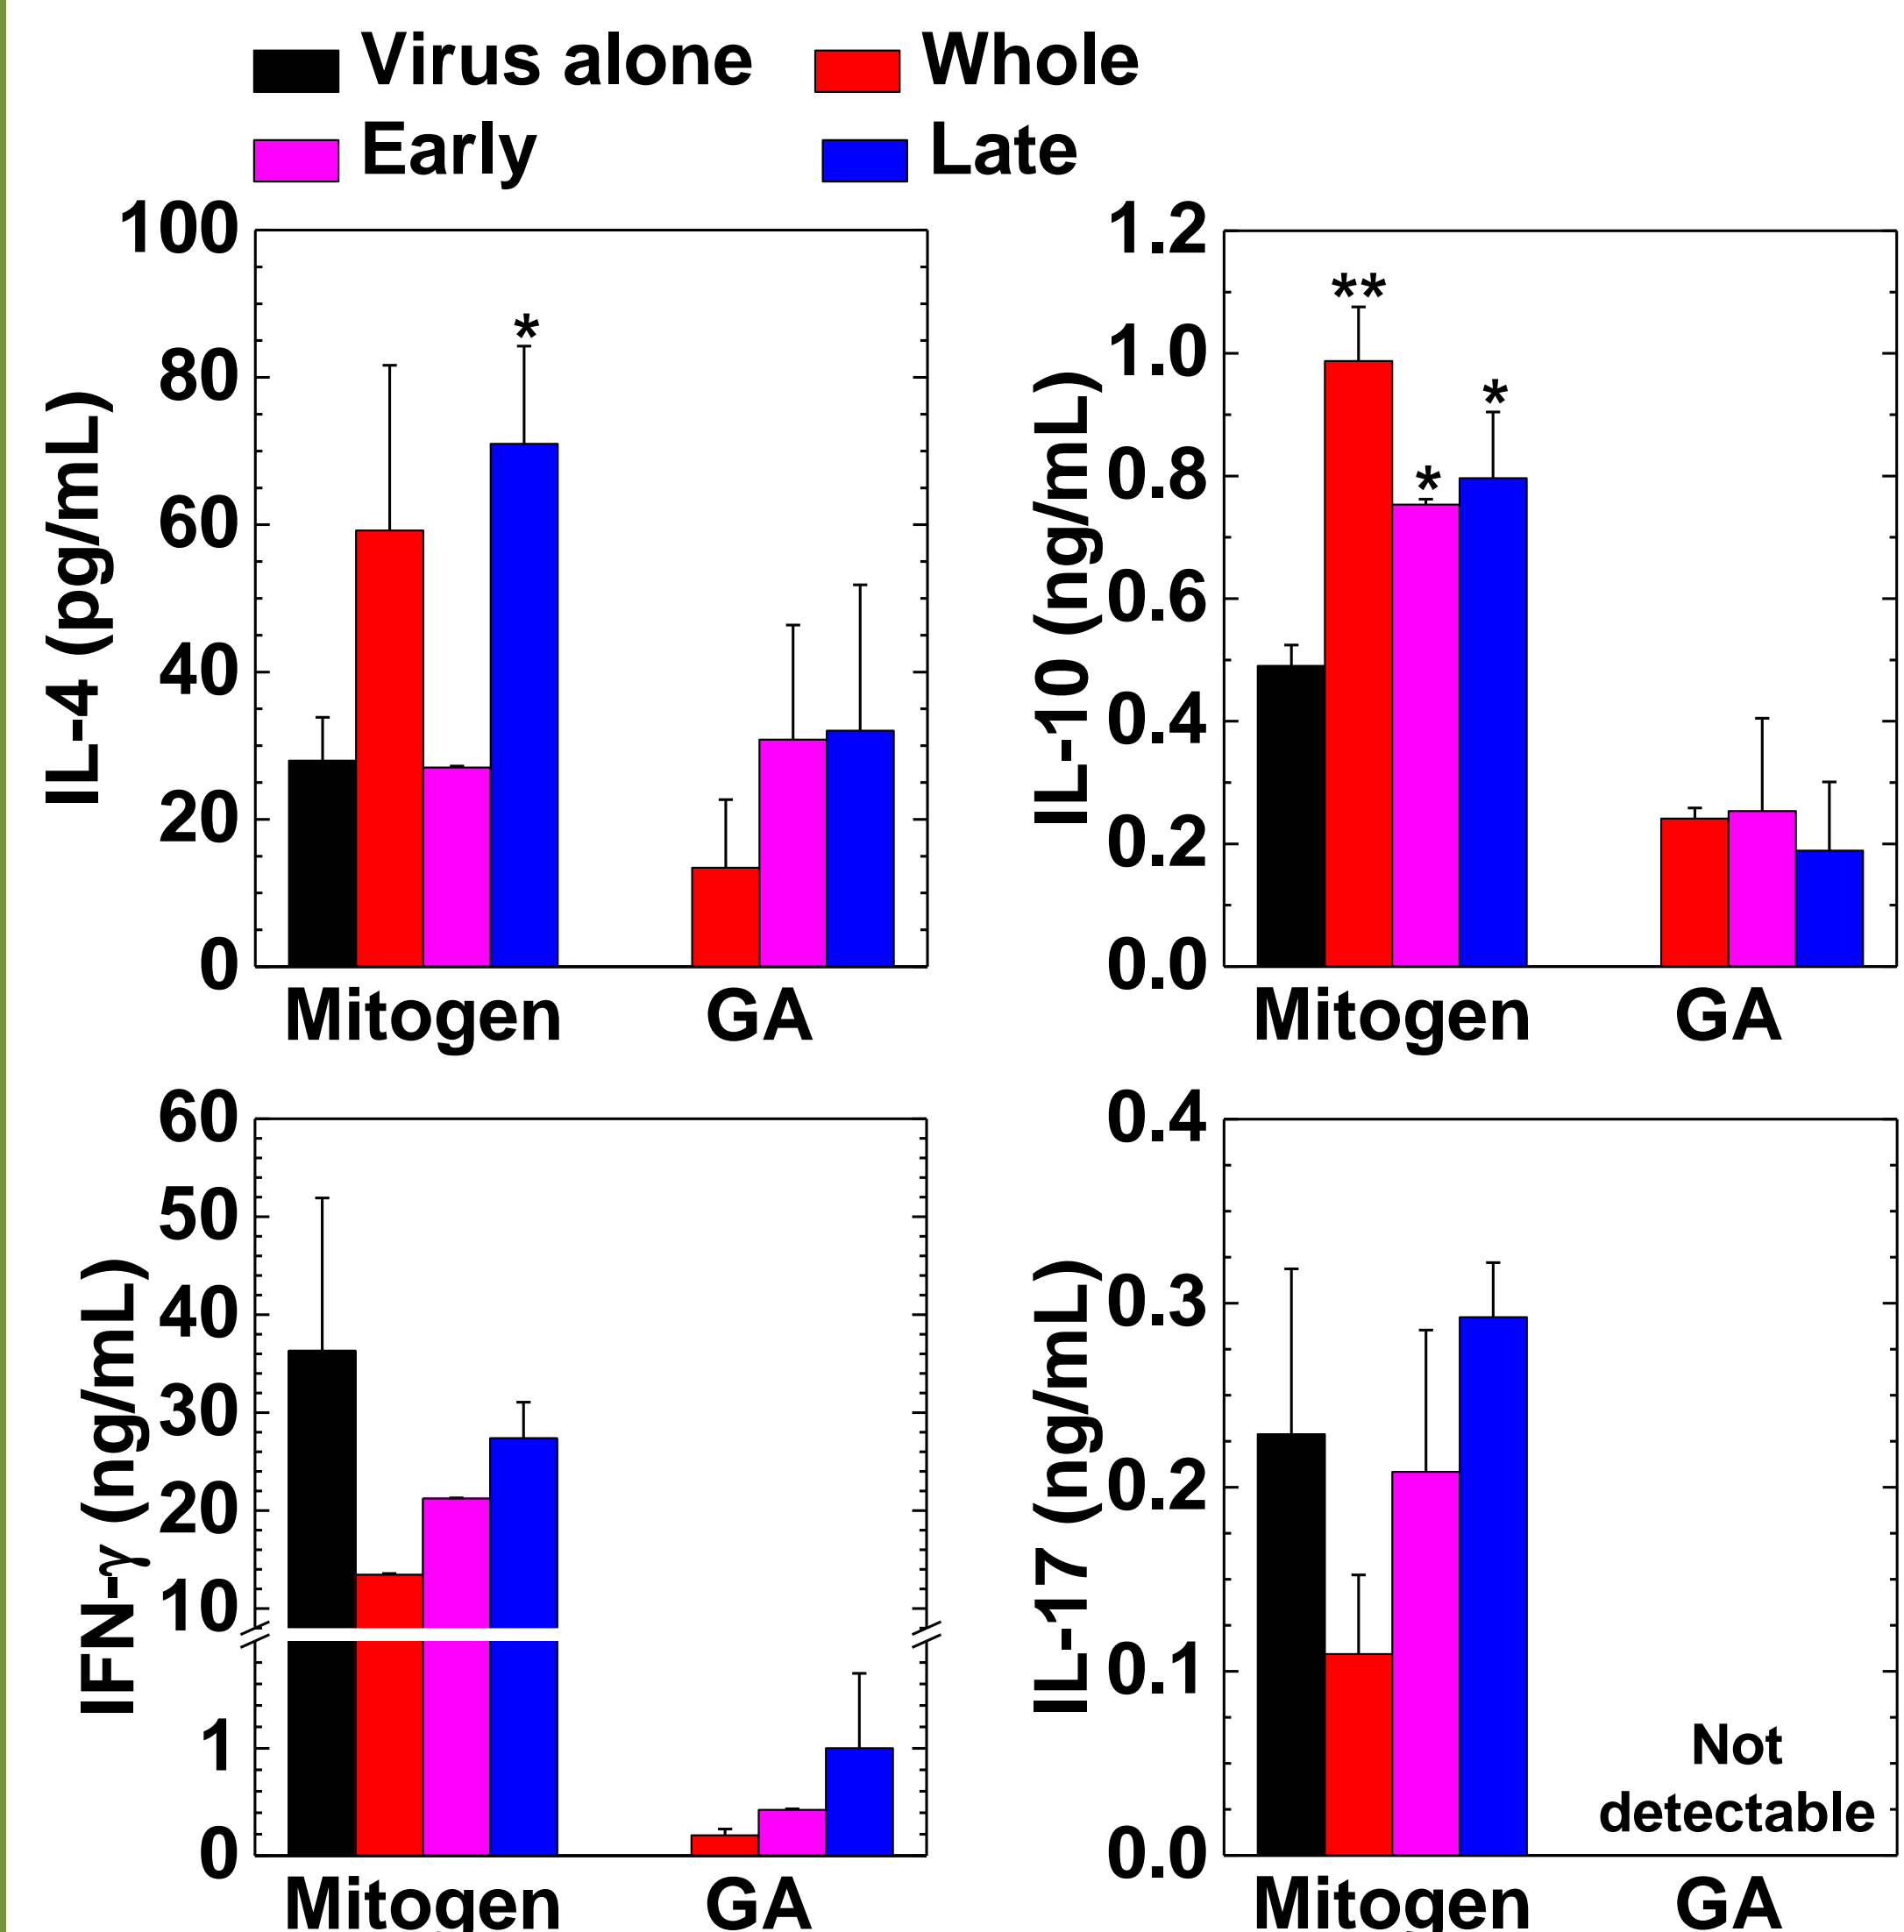 Virus alone Whole
Early Late
IL-4 (pg/mL)
100
80
60
40
20
0
*
Mitogen GA
IL-10 (ng/mL)
1.2
1.0
0.8
0.6
0.4
0.2
0.0
**
*
*
Mitogen GA
IFN-γ (ng/mL)
60
50
40
30
20
10
1
0
Mitogen GA
IL-17 (ng/mL)
0.4
0.3
0.2
0.1
0.0
Not
detectable
Mitogen GA